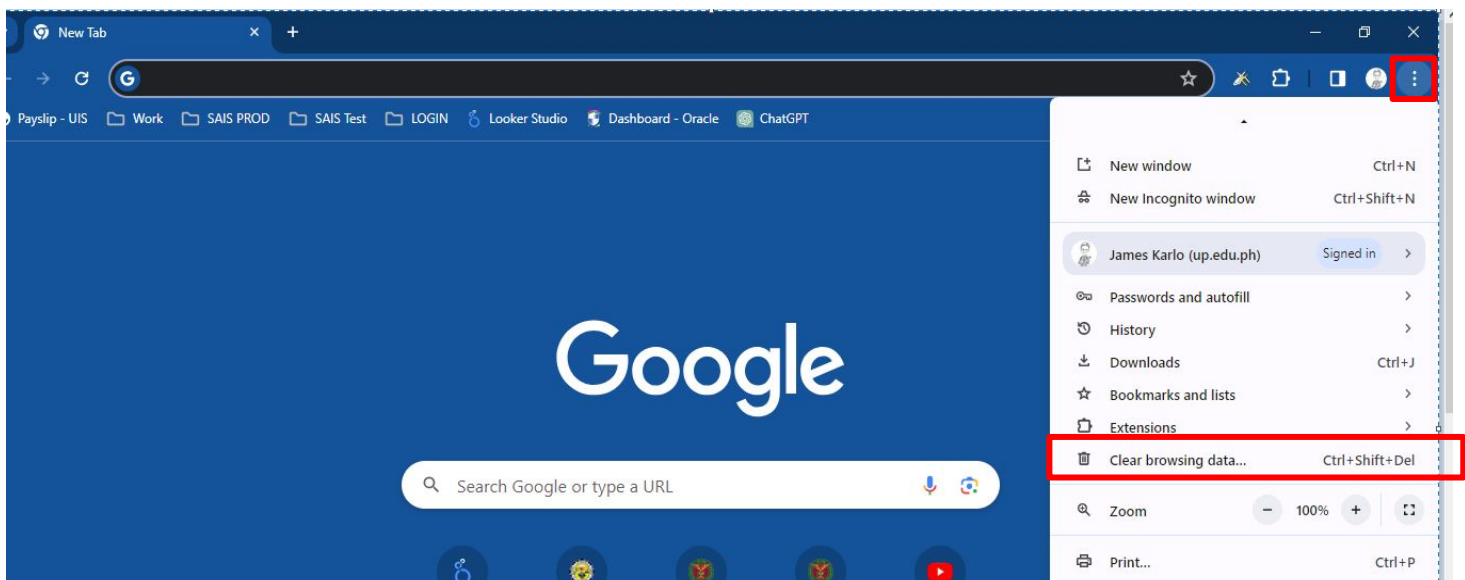 New Tab
G
Payslip - UIS Work SAIS PROD SAIS Test LOGIN Looker Studio Dashboard - Oracle ChatGPT
New window Ctrl+N
New Incognito window Ctrl+Shift+N
James Karlo (up.edu.ph) Signed in
Passwords and autofill
History
Downloads Ctrl+J
Bookmarks and lists
Extensions
Clear browsing data... Ctrl+Shift+Del
Zoom - 100% +
Print... Ctrl+P
Google
Search Google or type a URL